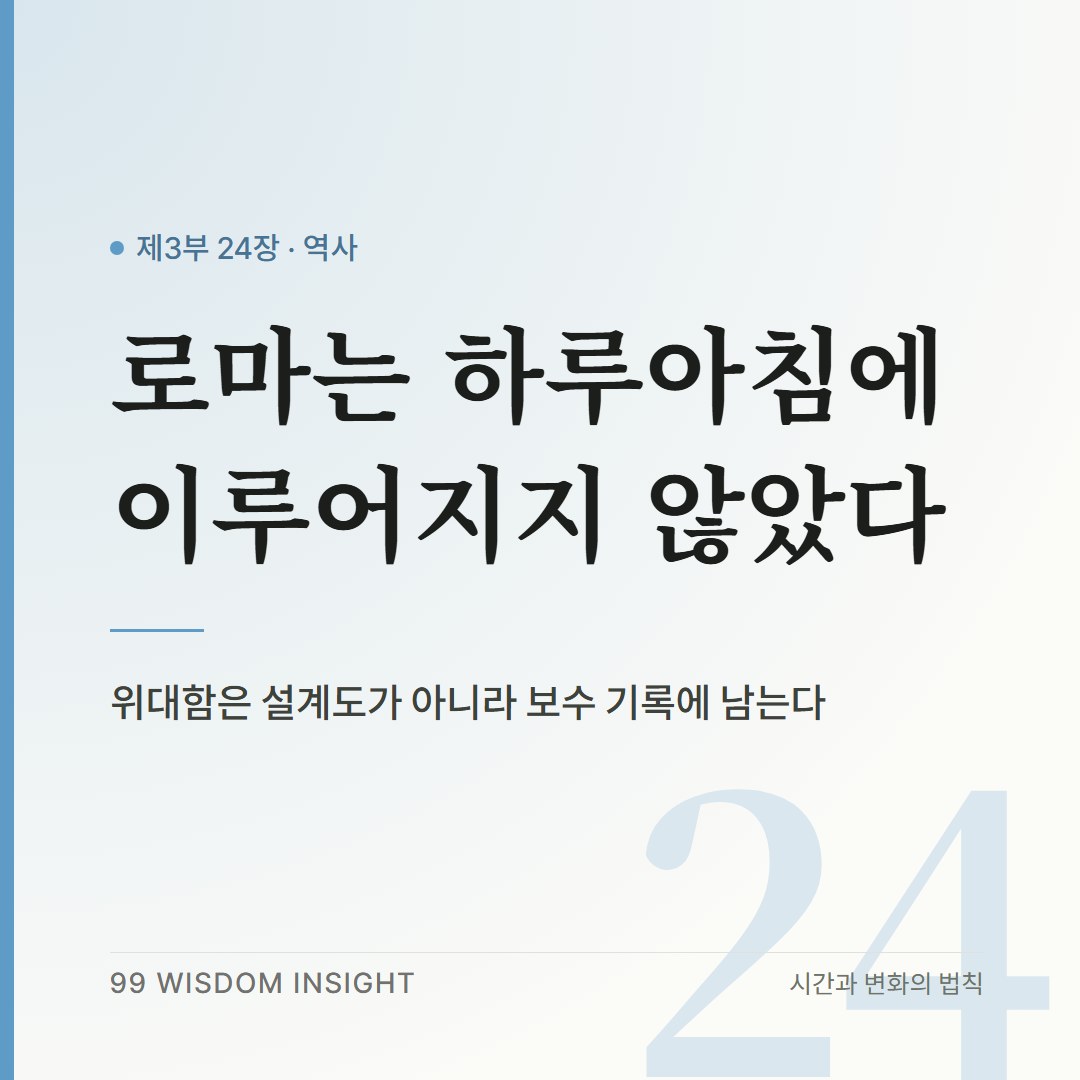 제3부 24장 · 역사
로마는 하루아침에
이루어지지 않았다
위대함은 설계도가 아니라 보수 기록에 남는다
24
99 WISDOM INSIGHT
시간과 변화의 법칙